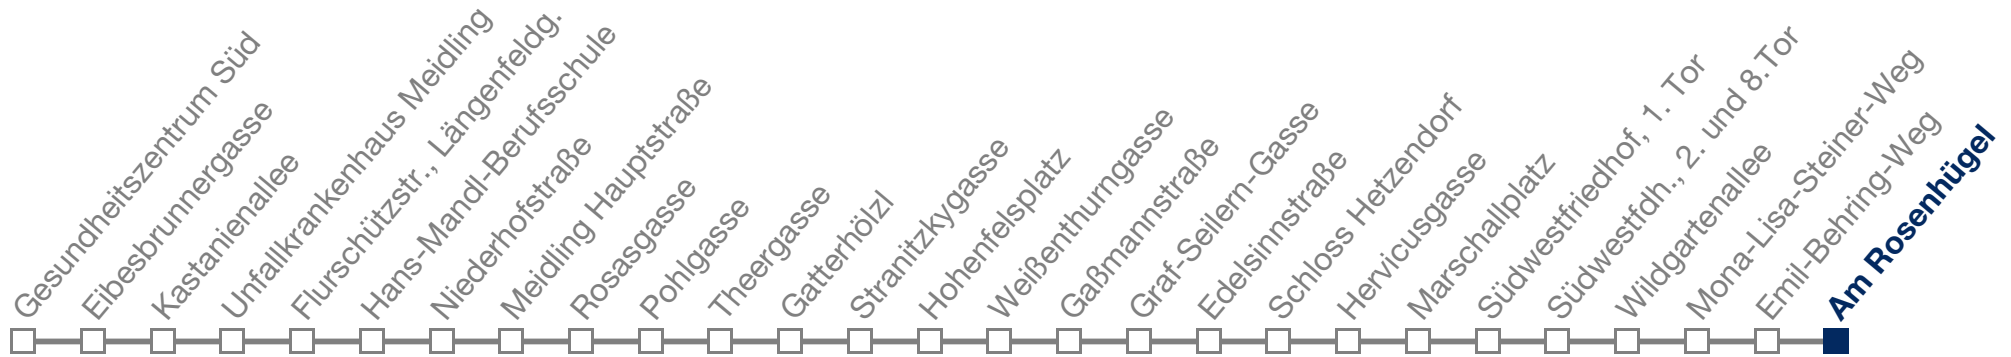 Gesundheitszentrum Süd
Eibesbrunnergasse
Kastanienallee
Unfallkrankenhaus Meidling
Flurschützstr., Längenfeldg.
Hans-Mandl-Berufsschule
Niederhofstraße
Meidling Hauptstraße
Rosasgasse
Pohlgasse
Theergasse
Gatterhölzl
Stranitzkygasse
Hohenfelsplatz
Weißenthurngasse
Gaßmannstraße
Graf-Seilern-Gasse
Edelsinnstraße
Schloss Hetzendorf
Hervicusgasse
Marschallplatz
Südwestfriedhof, 1. Tor
Südwestfdh., 2. und 8.Tor
Wildgartenallee
Mona-Lisa-Steiner-Weg
Emil-Behring-Weg
Am Rosenhügel